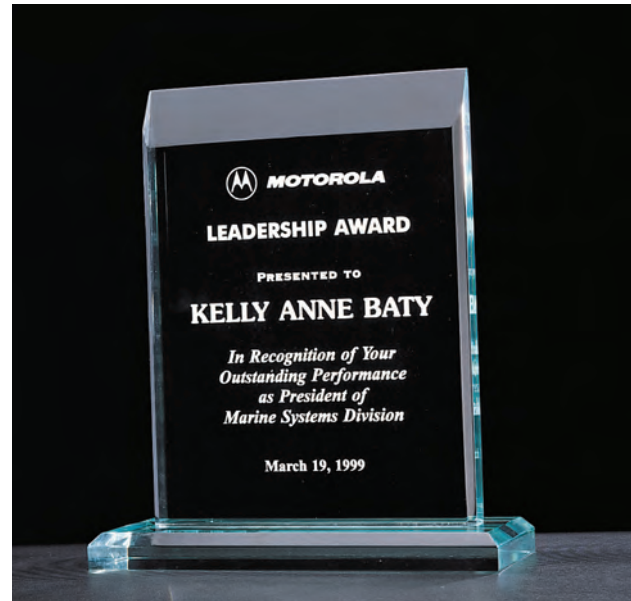 MOTOROLA
LEADERSHIP AWARD
PRESENTED TO
KELLY ANNE BATY
In Recognition of Your
Outstanding Performance
as President of
Marine Systems Division
March 19, 1999